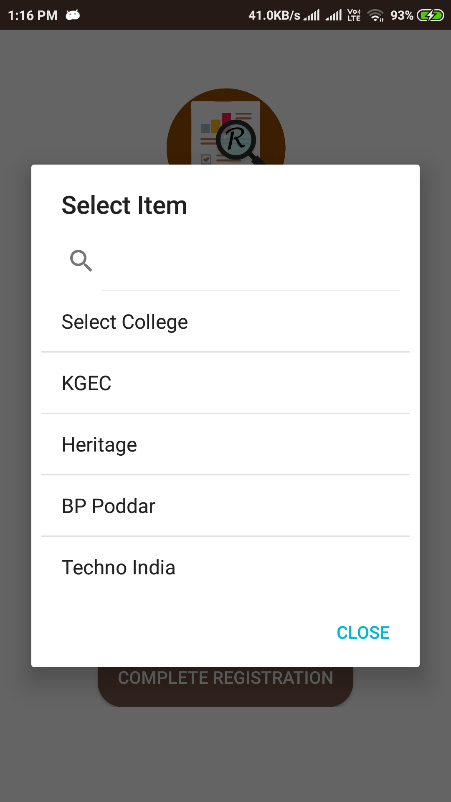 1:16 PM 41.0KB/s VoLTE 93%
R
Select Item
Select College
KGEC
Heritage
BP Poddar
Techno India
CLOSE
COMPLETE REGISTRATION